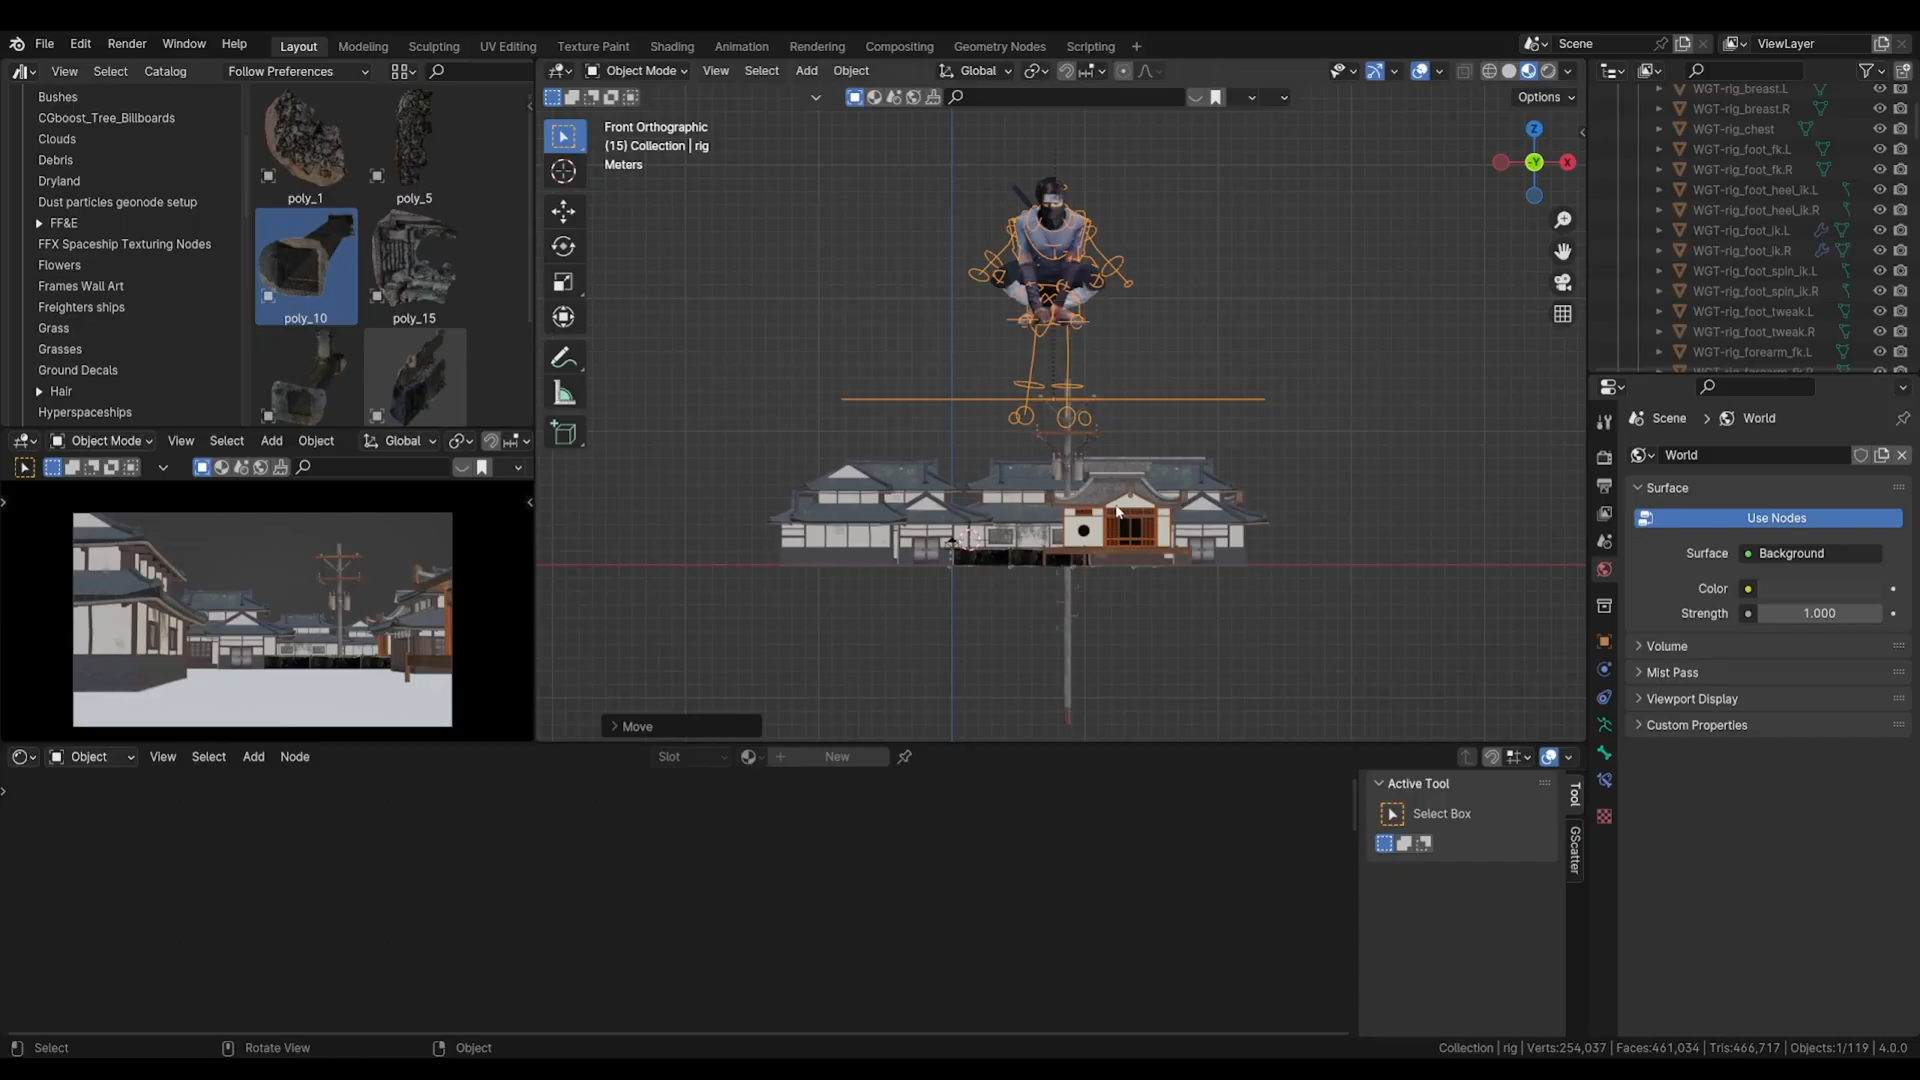 File Edit Render Window Help Layout Modeling Sculpting UV Editing Texture Paint Shading Animation Rendering Compositing Geometry Nodes Scripting + Scene ViewLayer
View Select Catalog Follow Preferences
Object Mode View Select Add Object Global
Options
Bushes
CGboost_Tree_Billboards
Clouds
Debris
Dryland
Dust particles geonode setup
FF&E
FFX Spaceship Texturing Nodes
Flowers
Frames Wall Art
Freighters ships
Grass
Grasses
Ground Decals
Hair
Hyperspaceships
poly_1 poly_5
poly_10 poly_15
Front Orthographic
(15) Collection | rig
Meters
Z
-Y X
WGT-rig_breast.L
WGT-rig_breast.R
WGT-rig_chest
WGT-rig_foot_fk.L
WGT-rig_foot_fk.R
WGT-rig_foot_heel_ik.L
WGT-rig_foot_heel_ik.R
WGT-rig_foot_ik.L
WGT-rig_foot_ik.R
WGT-rig_foot_spin_ik.L
WGT-rig_foot_spin_ik.R
WGT-rig_foot_tweak.L
WGT-rig_foot_tweak.R
WGT-rig_forearm_fk.L
WGT-rig_forearm_fk.R
Scene > World
World
Surface
Use Nodes
Surface Background
Color
Strength 1.000
Volume
Mist Pass
Viewport Display
Custom Properties
Object Mode View Select Add Object Global
Move
Object View Select Add Node Slot New
Active Tool
Select Box
Tool
GScatter
Select Rotate View Object
Collection | rig | Verts:254,037 | Faces:461,034 | Tris:466,717 | Objects:1/119 | 4.0.0